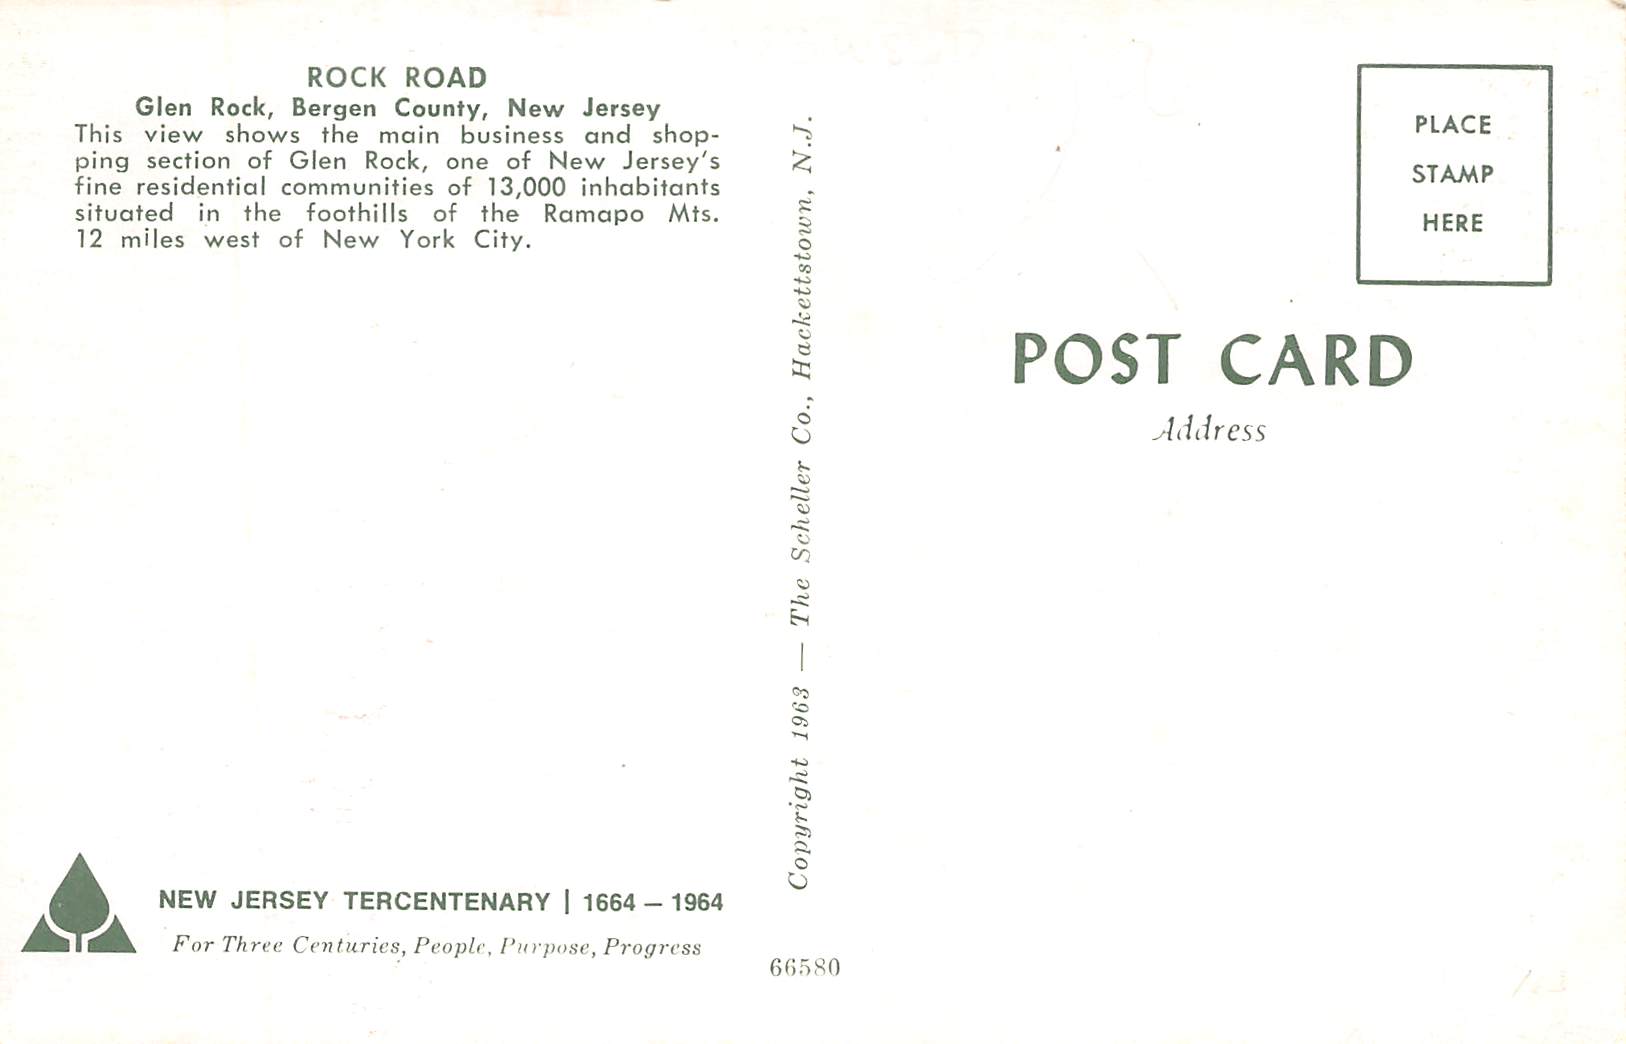 ROCK ROAD
Glen Rock, Bergen County, New Jersey
This view shows the main business and shop-
ping section of Glen Rock, one of New Jersey's
fine residential communities of 13,000 inhabitants
situated in the foothills of the Ramapo Mts.
12 miles west of New York City.
NEW JERSEY TERCENTENARY | 1664 — 1964
For Three Centuries, People, Purpose, Progress
Copyright 1963 — The Scheller Co., Hackettstown, N.J.
66580
PLACE
STAMP
HERE
POST CARD
Address